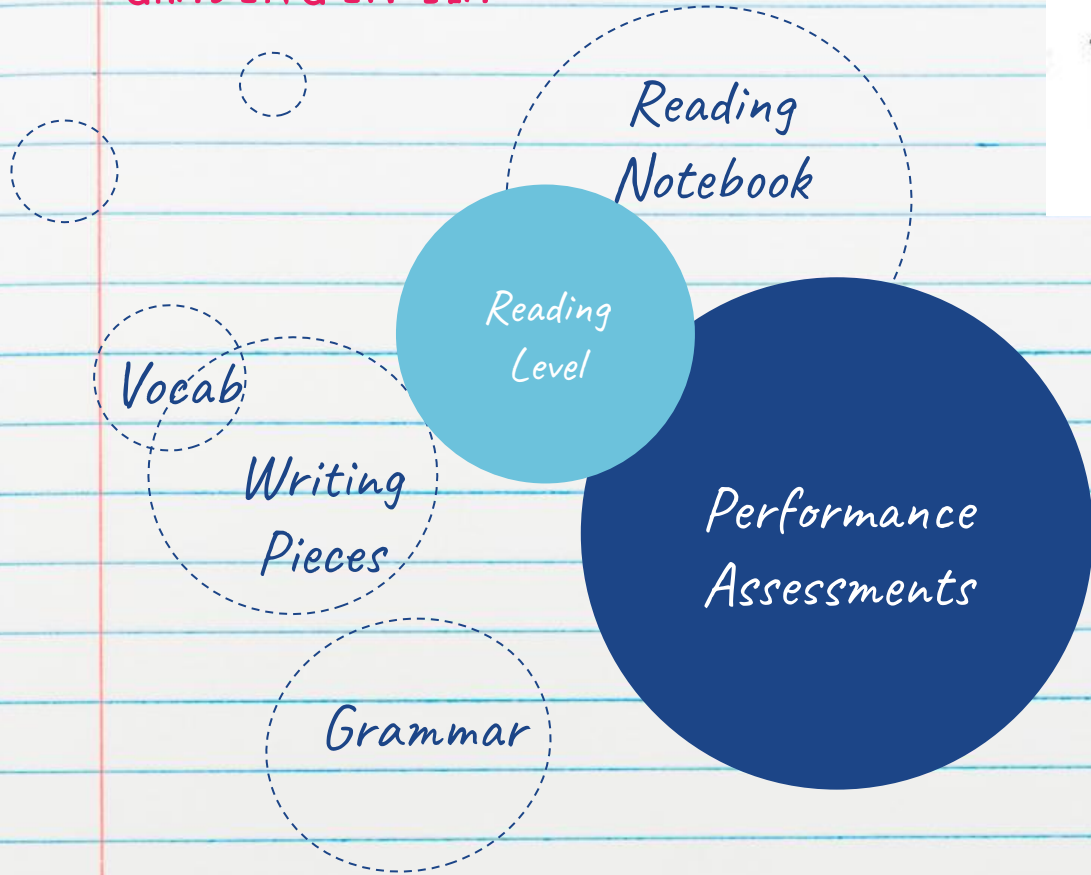 Reading
Notebook
Reading
Level
Vocab
Writing
Pieces
Performance
Assessments
Grammar